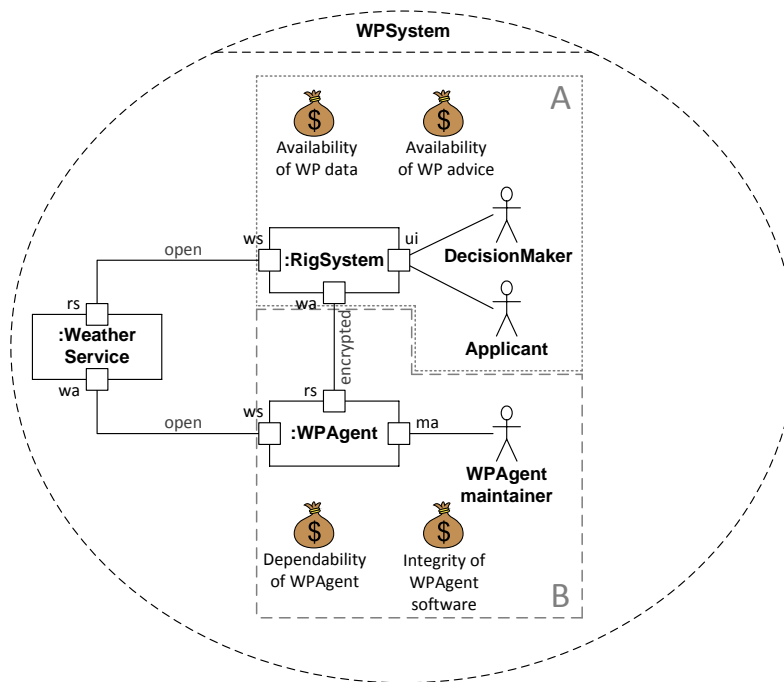 WPSystem
A
$
$
Availability
of WP data
Availability
of WP advice
ws
:RigSystem
ui
DecisionMaker
open
rs
wa
:Weather
Service
Applicant
encrypted
wa
rs
open
ws
:WPAgent
ma
WPAgent
maintainer
$
$
Dependability
of WPAgent
Integrity of
WPAgent
software
B